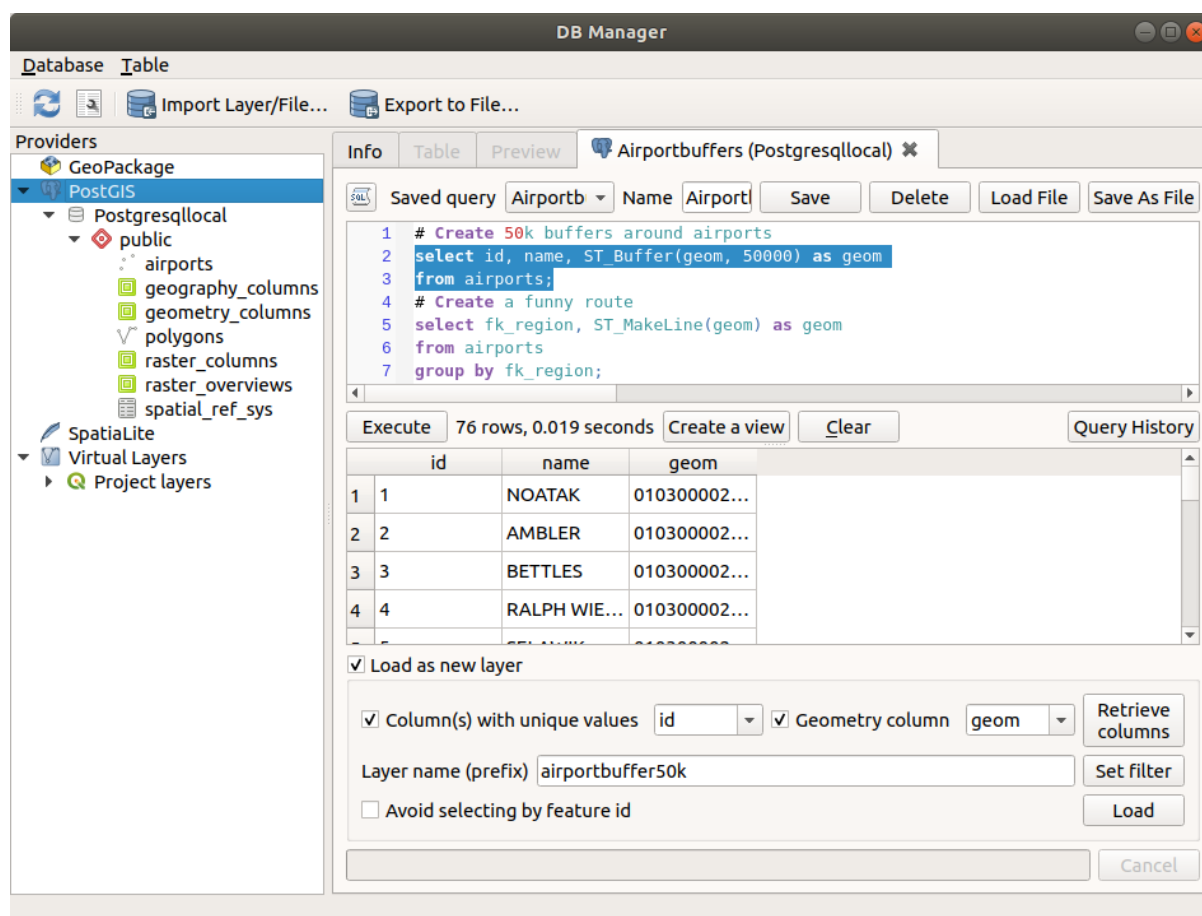 DB Manager
Database Table
Import Layer/File... Export to File...
Providers
GeoPackage
PostGIS
Postgresqllocal
public
airports
geography_columns
geometry_columns
polygons
raster_columns
raster_overviews
spatial_ref_sys
SpatiaLite
Virtual Layers
Project layers
Info Table Preview Airportbuffers (Postgresqllocal)
SQL Saved query Airportb Name Airportl Save Delete Load File Save As File
1 # Create 50k buffers around airports
2 select id, name, ST_Buffer(geom, 50000) as geom
3 from airports;
4 # Create a funny route
5 select fk_region, ST_MakeLine(geom) as geom
6 from airports
7 group by fk_region;
Execute 76 rows, 0.019 seconds Create a view Clear Query History
id name geom
1 1 NOATAK 010300002...
2 2 AMBLER 010300002...
3 3 BETTLES 010300002...
4 4 RALPH WIE... 010300002...
Load as new layer
Column(s) with unique values id Geometry column geom Retrieve columns
Layer name (prefix) airportbuffer50k Set filter
Avoid selecting by feature id Load
Cancel